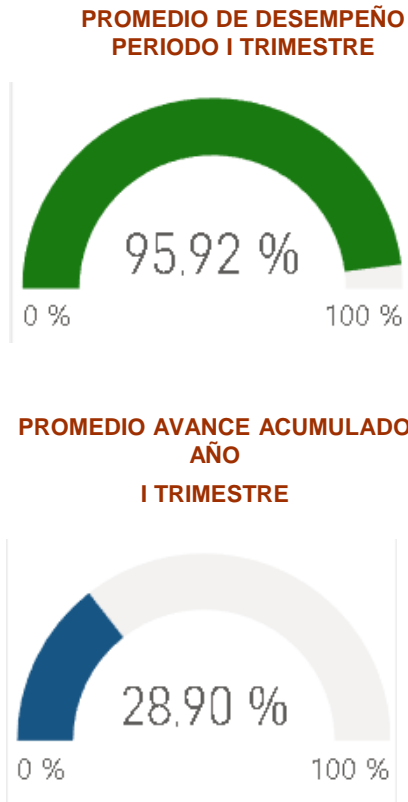 PROMEDIO DE DESEMPEÑO
PERIODO I TRIMESTRE
95,92 %
0 %
100 %
PROMEDIO AVANCE ACUMULADO
AÑO
I TRIMESTRE
28,90 %
0 %
100 %